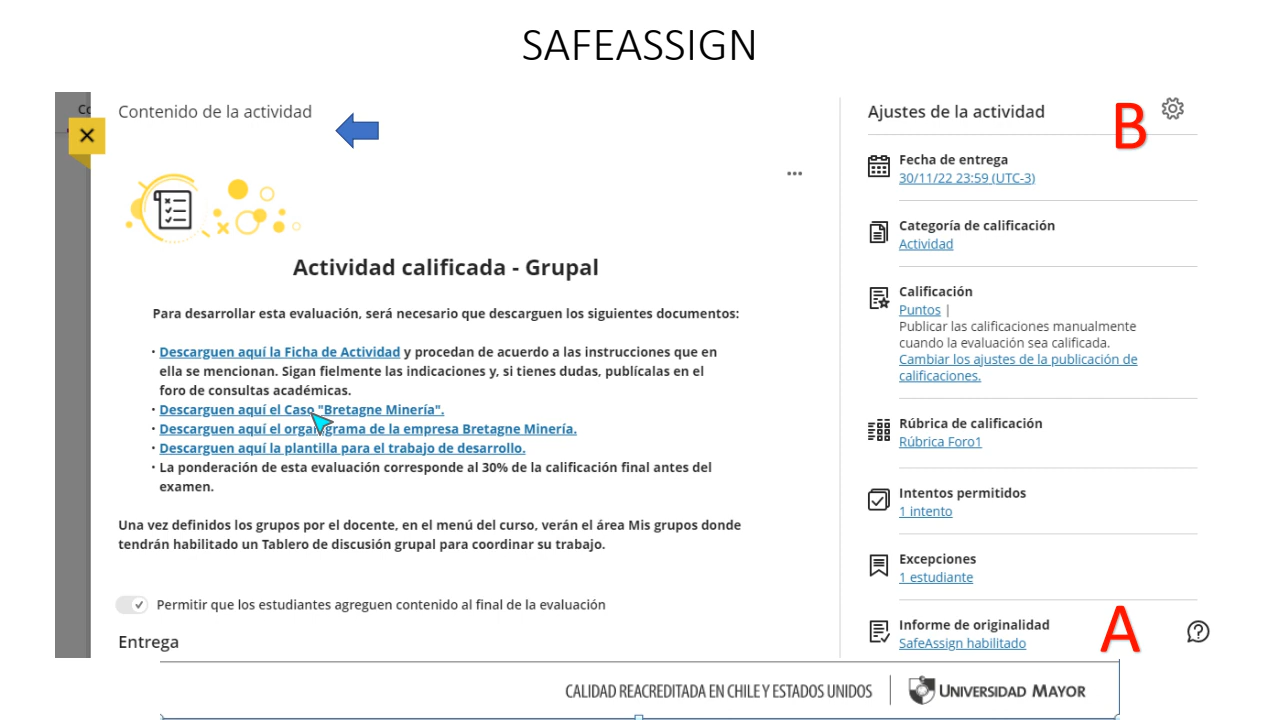 SAFEASSIGN
Contenido de la actividad
Actividad calificada - Grupal
Para desarrollar esta evaluación, será necesario que descarguen los siguientes documentos:
· Descarguen aquí la Ficha de Actividad y procedan de acuerdo a las instrucciones que en
ella se mencionan. Sigan fielmente las indicaciones y, si tienes dudas, publícalas en el
foro de consultas académicas.
· Descarguen aquí el Caso "Bretagne Minería".
· Descarguen aquí el organigrama de la empresa Bretagne Minería.
· Descarguen aquí la plantilla para el trabajo de desarrollo.
· La ponderación de esta evaluación corresponde al 30% de la calificación final antes del
examen.
Una vez definidos los grupos por el docente, en el menú del curso, verán el área Mis grupos donde
tendrán habilitado un Tablero de discusión grupal para coordinar su trabajo.
Permitir que los estudiantes agreguen contenido al final de la evaluación
Entrega
Ajustes de la actividad
B
Fecha de entrega
30/11/22 23:59 (UTC-3)
Categoría de calificación
Actividad
Calificación
Puntos |
Publicar las calificaciones manualmente
cuando la evaluación sea calificada.
Cambiar los ajustes de la publicación de
calificaciones.
Rúbrica de calificación
Rúbrica Foro1
Intentos permitidos
1 intento
Excepciones
1 estudiante
Informe de originalidad
SafeAssign habilitado
A
CALIDAD REACREDITADA EN CHILE Y ESTADOS UNIDOS
UNIVERSIDAD MAYOR